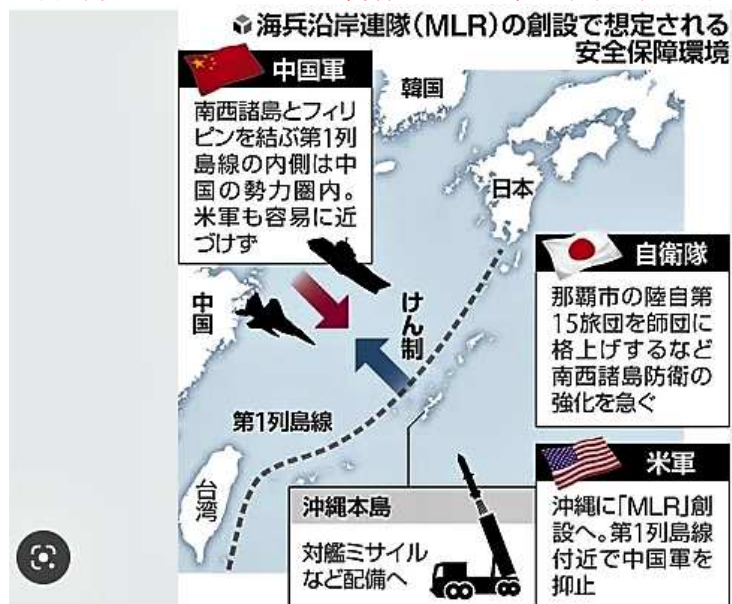 海兵沿岸連隊(MLR)の創設で想定される
安全保障環境
中国軍
南西諸島とフィリ
ピンを結ぶ第1列
島線の内側は中
国の勢力圏内。
米軍も容易に近
づけず
韓国
日本
中国
けん制
第1列島線
台湾
自衛隊
那覇市の陸自第
15旅団を師団に
格上げするなど
南西諸島防衛の
強化を急ぐ
沖縄本島
対艦ミサイル
など配備へ
米軍
沖縄に「MLR」創
設へ。第1列島線
付近で中国軍を
抑止